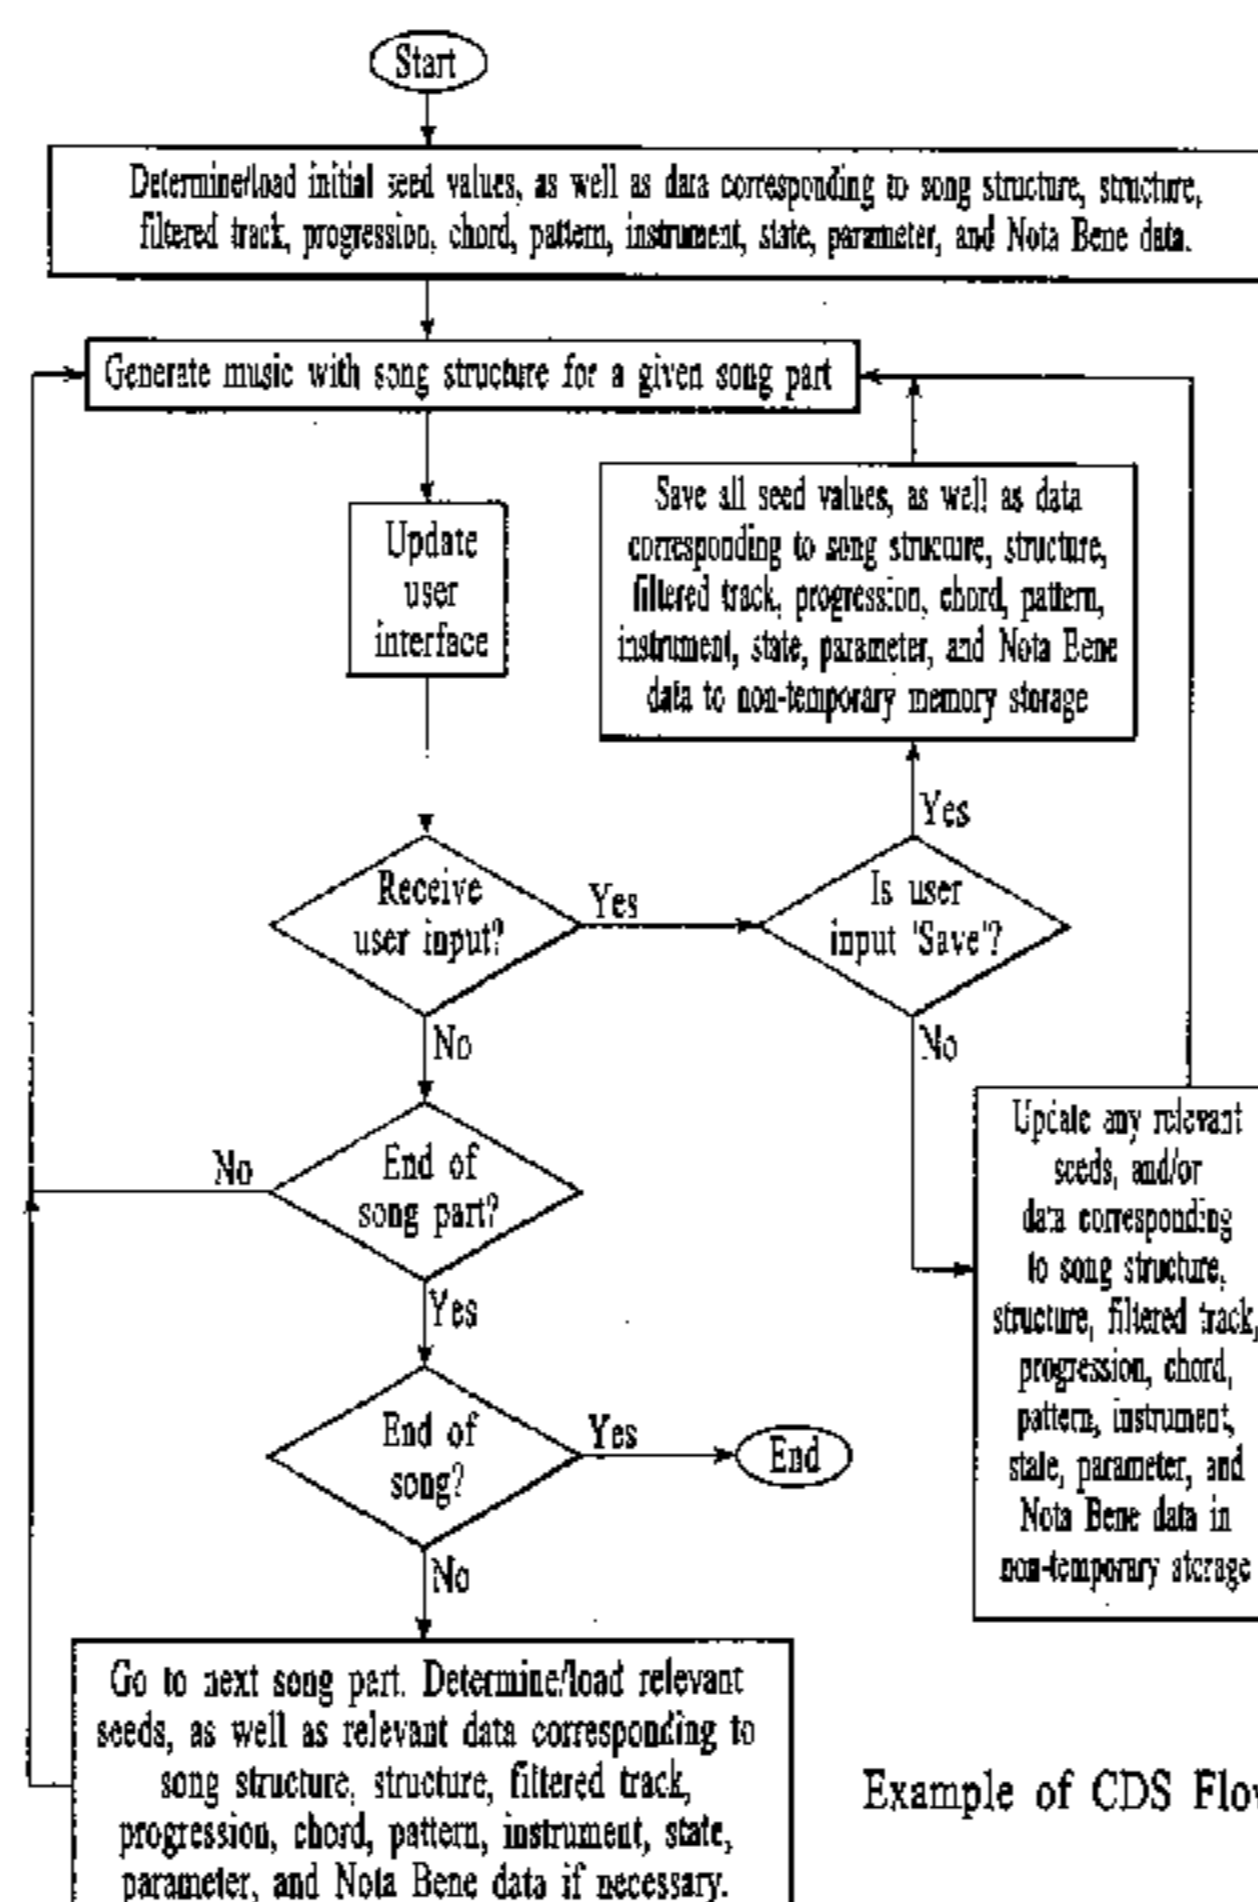 Start
Determine/load initial seed values, as well as data corresponding to song structure, structure,
filtered track, progression, chord, pattern, instrument, state, parameter, and Nota Bene data.
Generate music with song structure for a given song part
Update
user
interface
Save all seed values, as well as data
corresponding to song structure, structure,
filtered track, progression, chord, pattern,
instrument, state, parameter, and Nota Bene
data to non-temporary memory storage
Yes
Receive
user input?
Yes
Is user
input 'Save'?
No
No
Update any relevant
seeds, and/or
data corresponding
to song structure,
structure, filtered track,
progression, chord,
pattern, instrument,
state, parameter, and
Nota Bene data in
non-temporary storage
End of
song part?
No
Yes
End of
song?
Yes
End
No
Go to next song part. Determine/load relevant
seeds, as well as relevant data corresponding to
song structure, structure, filtered track,
progression, chord, pattern, instrument, state,
parameter, and Nota Bene data if necessary.
Example of CDS Flow